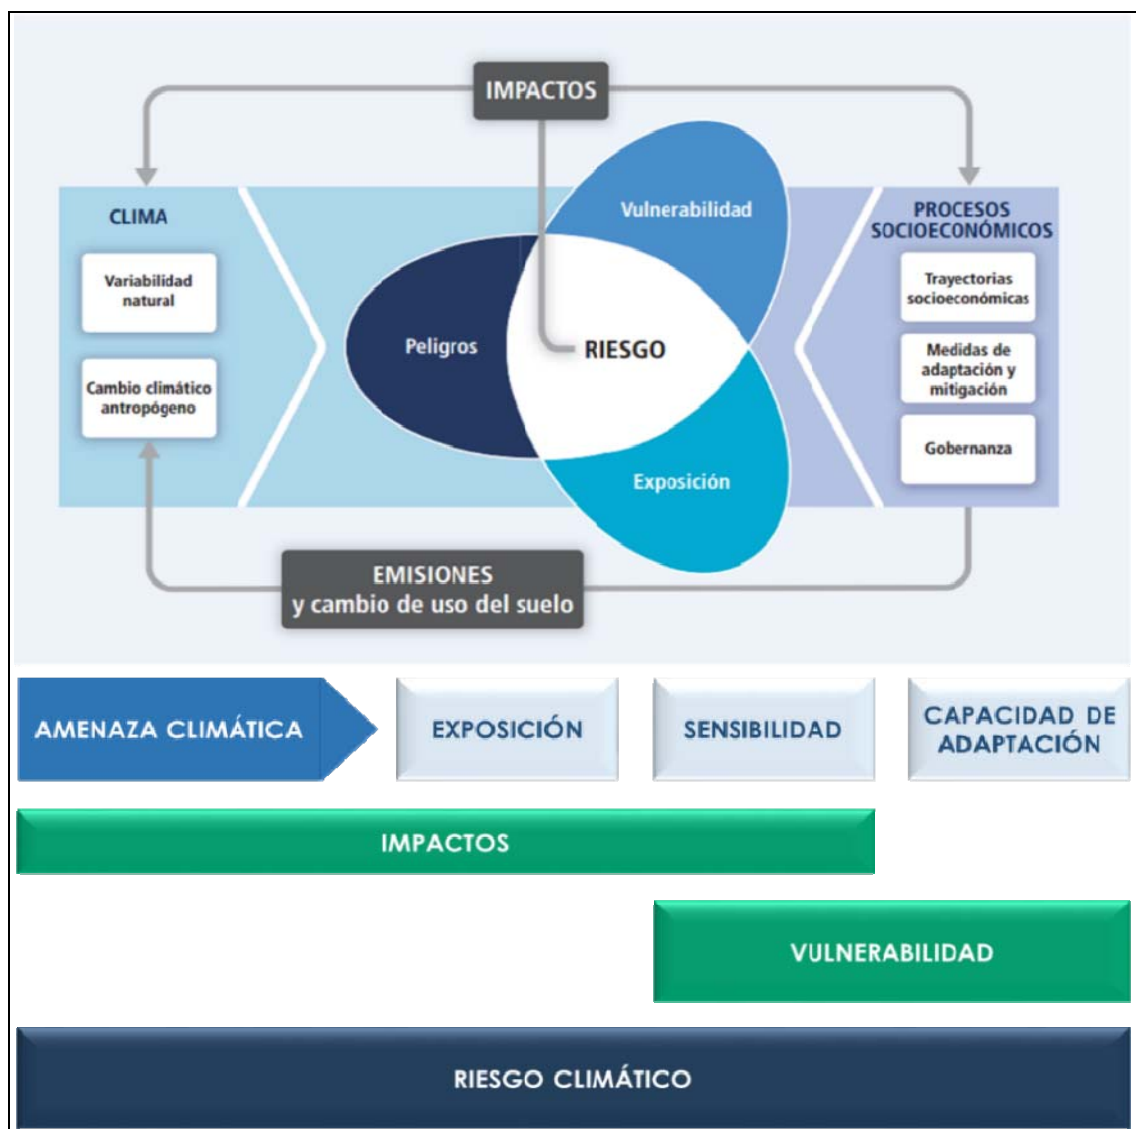 IMPACTOS
CLIMA
Variabilidad
natural
Cambio climático
antropógeno
Vulnerabilidad
Peligros
RIESGO
Exposición
PROCESOS
SOCIOECONÓMICOS
Trayectorias
socioeconómicas
Medidas de
adaptación y
mitigación
Gobernanza
EMISIONES
y cambio de uso del suelo
AMENAZA CLIMÁTICA
EXPOSICIÓN
SENSIBILIDAD
CAPACIDAD DE
ADAPTACIÓN
IMPACTOS
VULNERABILIDAD
RIESGO CLIMÁTICO